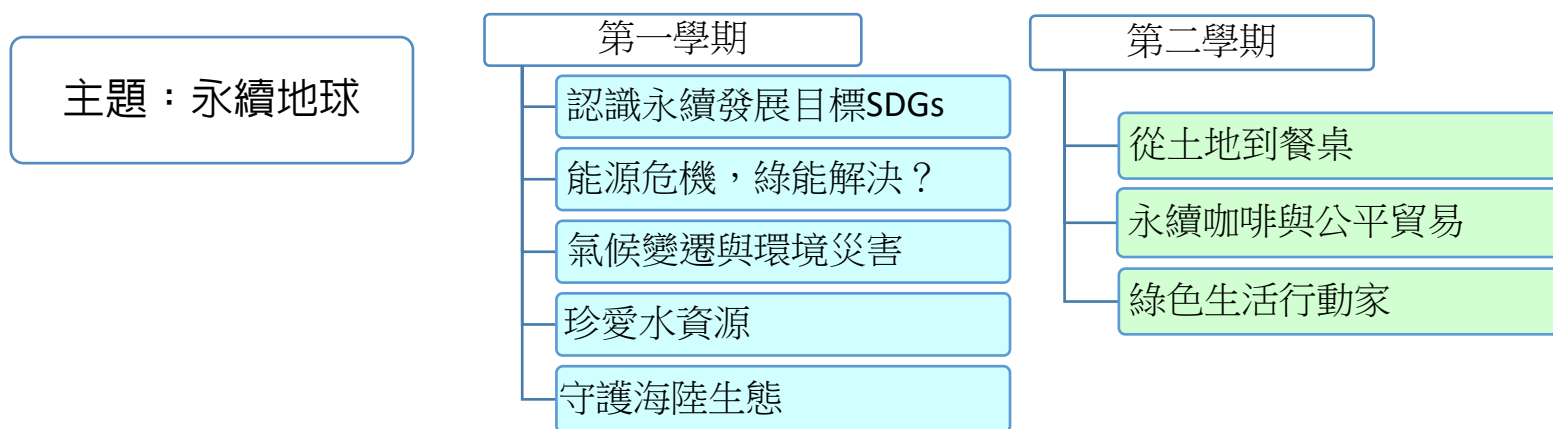 主題：永續地球
第一學期
認識永續發展目標SDGs
能源危機，綠能解決？
氣候變遷與環境災害
珍愛水資源
守護海陸生態
第二學期
從土地到餐桌
永續咖啡與公平貿易
綠色生活行動家